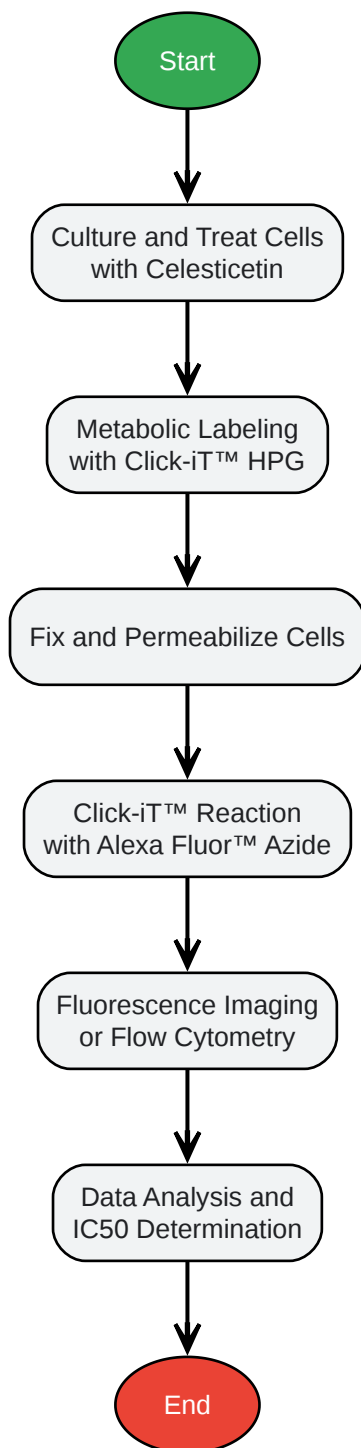 Start
Culture and Treat Cells
with Celesticetin
Metabolic Labeling
with Click-iT™ HPG
Fix and Permeabilize Cells
Click-iT™ Reaction
with Alexa Fluor™ Azide
Fluorescence Imaging
or Flow Cytometry
Data Analysis and
IC50 Determination
End